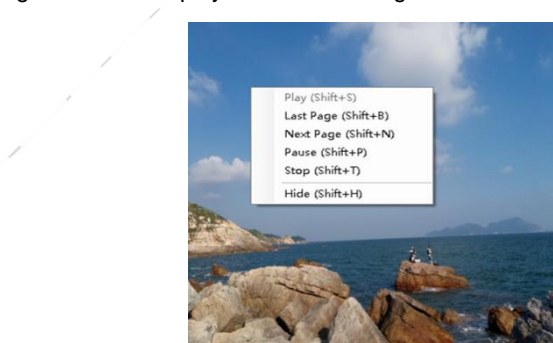 Play (Shift+S)
Last Page (Shift+B)
Next Page (Shift+N)
Pause (Shift+P)
Stop (Shift+T)
Hide (Shift+H)